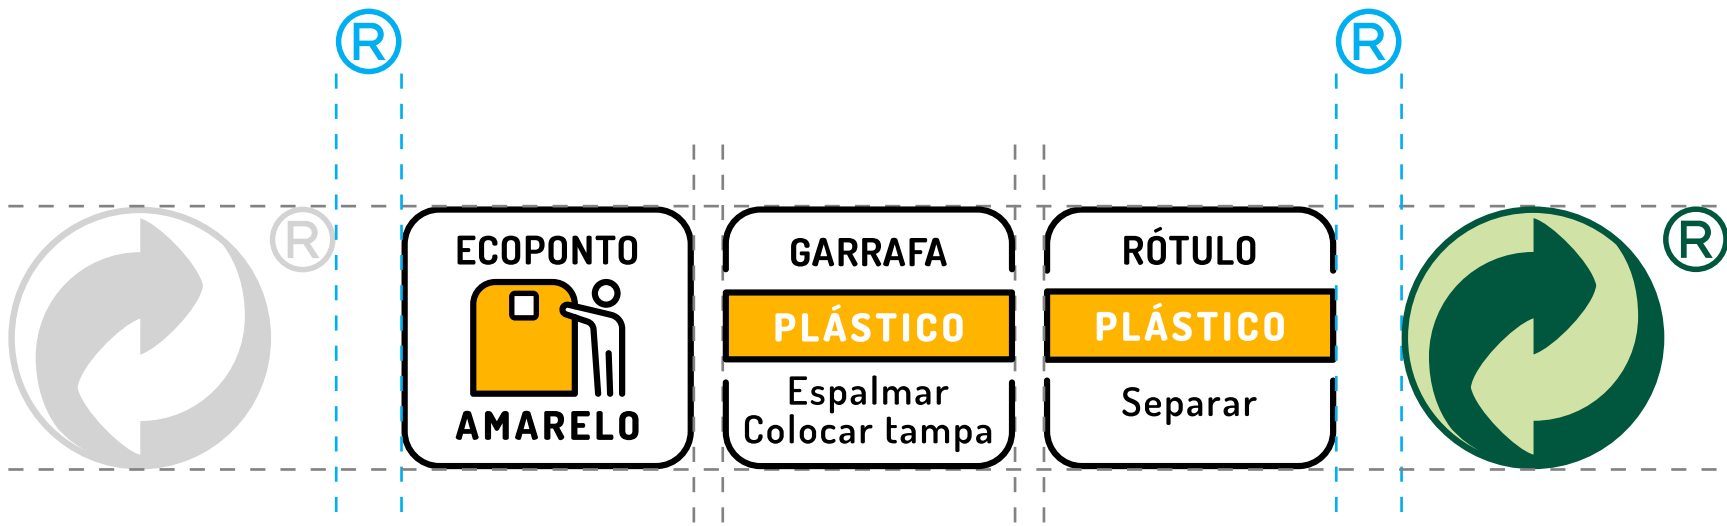 ®
®
®
ECOPONTO
AMARELO
GARRAFA
PLÁSTICO
Espalmar
Colocar tampa
RÓTULO
PLÁSTICO
Separar
®